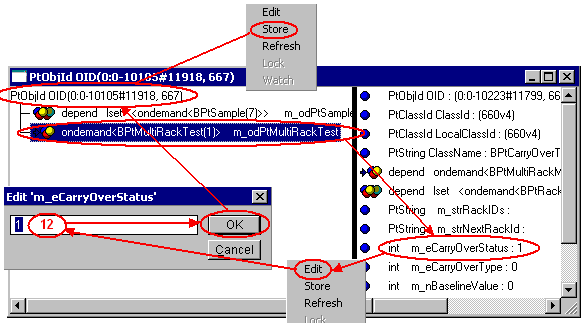 Edit
Store
Refresh
Lock
Watch
PtObjId OID(0:0-10105#11918, 667)
PtObjId OID(0:0-10105#11918, 667)
depend lset <ondemand<BPtSample(7)>> m_odPtSample
ondemand<BPtMultiRackTest(1)> m_odPtMultiRackTest
PtObjId OID : (0:0-10223#11799, 66
PtClassId ClassId : (660v4)
PtClassId LocalClassId : (660v4)
PtString ClassName : BPtCarryOverT
depend ondemand<BPtMultiRackM
depend lset <ondemand<BPtRack
PtString m_strRackIDs :
PtString m_strNextRackId :
int m_eCarryOverStatus : 1
int m_eCarryOverType : 0
int m_nBaselineValue : 0
Edit 'm_eCarryOverStatus'
1 12
OK
Cancel
Edit
Store
Refresh
Lock